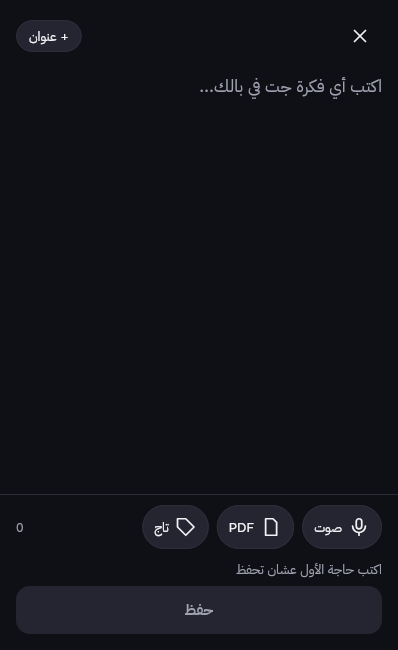 + عنوان
اكتب أي فكرة جت في بالك...
صوت PDF تاج 0
اكتب حاجة الأول عشان تحفظ
حفظ